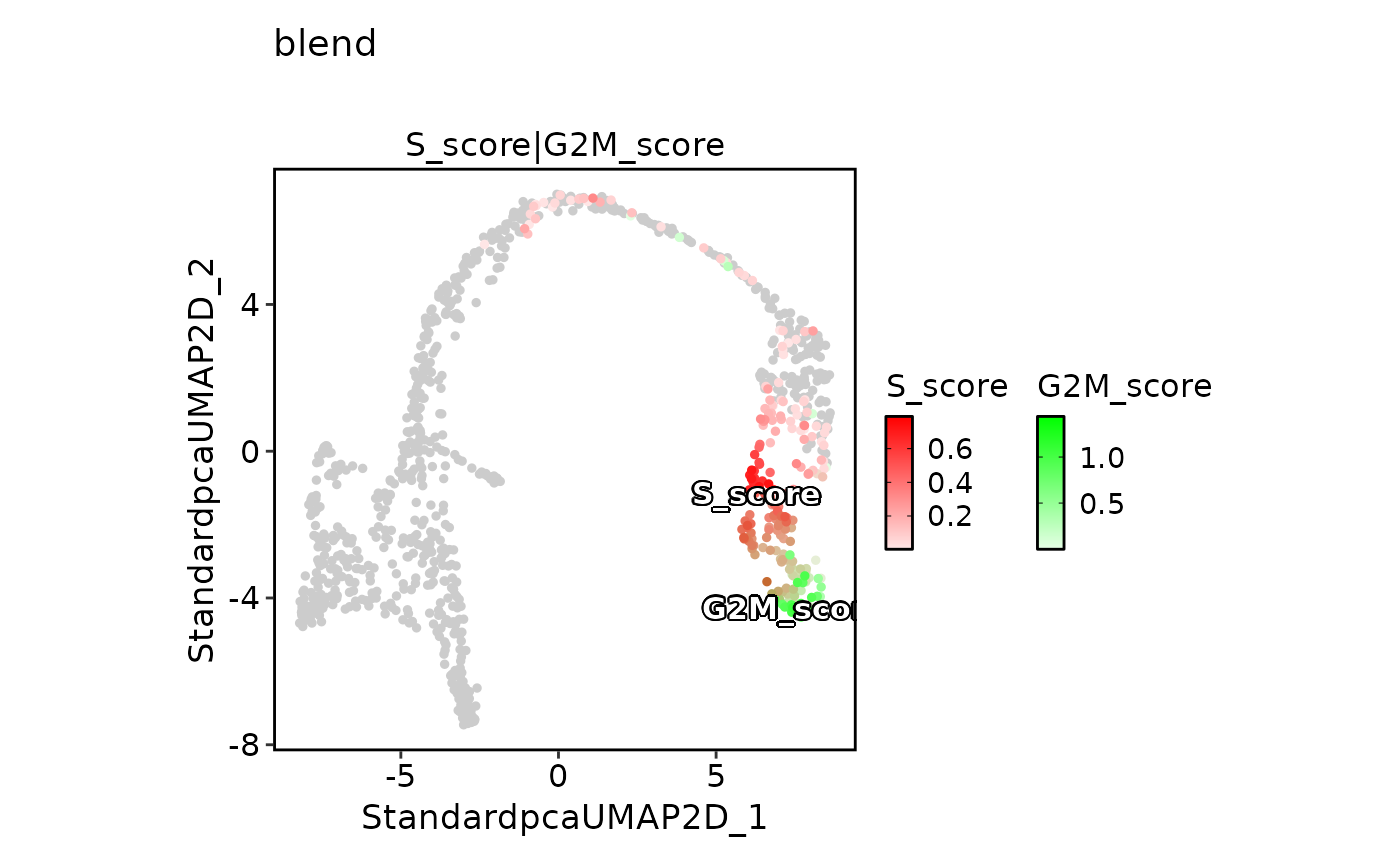 blend
S_score|G2M_score
StandardpcaUMAP2D_2
4
0
-4
-8
S_score
G2M_scor
-5 0 5
StandardpcaUMAP2D_1
S_score G2M_score
0.6
0.4
0.2
1.0
0.5